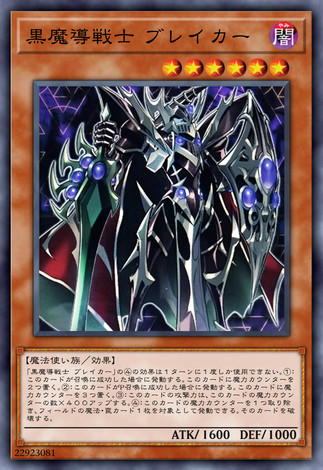 黒魔導戦士 ブレイカー
やみ
闇
【魔法使い族/効果】
「黒魔導戦士 ブレイカー」の④の効果は1ターンに1度しか使用できない。①:
このカードが召喚に成功した場合に発動する。このカードに魔力カウンター
を2つ置く。②:このカードがP召喚に成功した場合に発動する。このカードに魔力
カウンターを3つ置く。③:このカードの攻撃力は、このカードの魔力カウンター
の数×400アップする。④:このカードの魔力カウンターを1つ取り除
き、フィールドの魔法・罠カード1枚を対象として発動できる。そのカードを破
壊する。
ATK/1600 DEF/1000
22923081